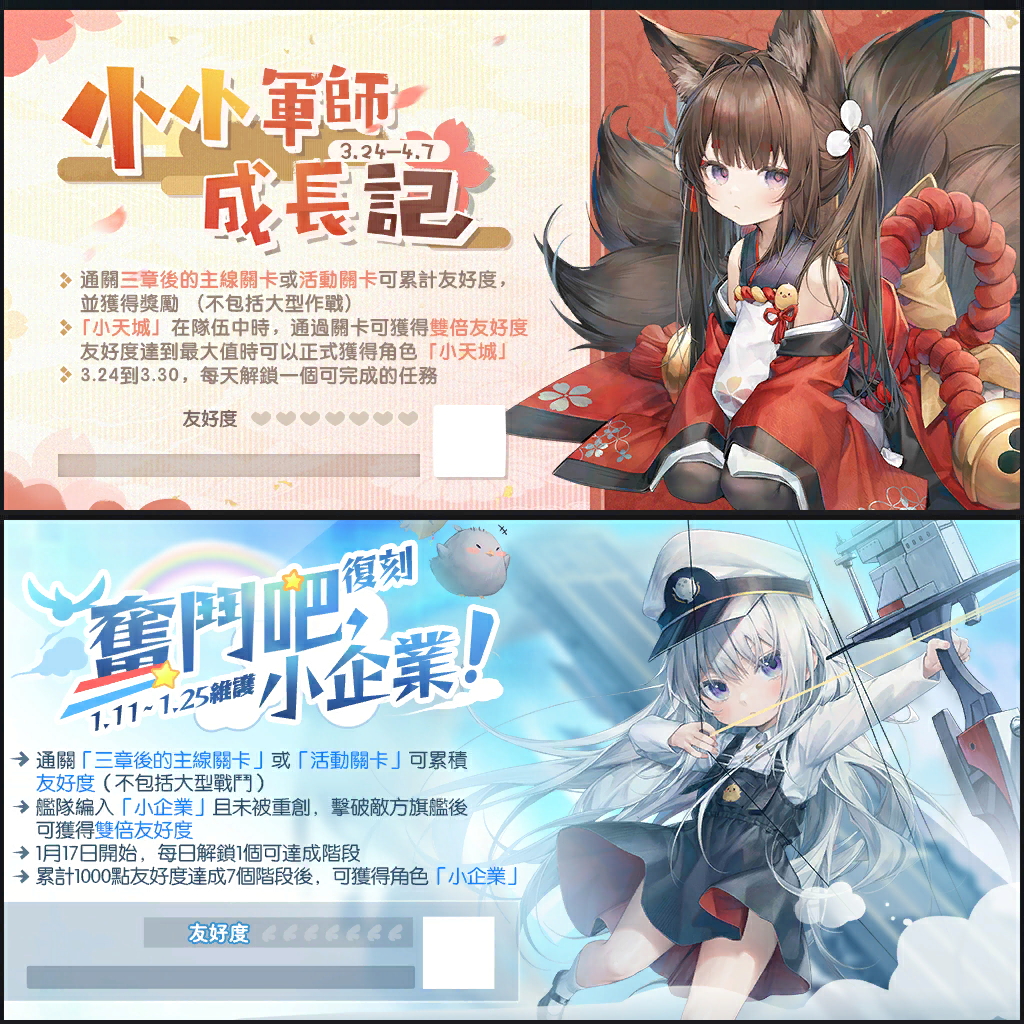 小小軍師
3.24—4.7
成長記
通關三章後的主線關卡或活動關卡可累計友好度，
並獲得獎勵 （不包括大型作戰）
「小天城」在隊伍中時，通過關卡可獲得雙倍友好度
友好度達到最大值時可以正式獲得角色「小天城」
3.24到3.30，每天解鎖一個可完成的任務
友好度
奮鬥吧，復刻
小企業！
1.11~1.25維護
通關「三章後的主線關卡」或「活動關卡」可累積
友好度（不包括大型戰鬥）
艦隊編入「小企業」且未被重創，擊破敵方旗艦後
可獲得雙倍友好度
1月17日開始，每日解鎖1個可達成階段
累計1000點友好度達成7個階段後，可獲得角色「小企業」
友好度